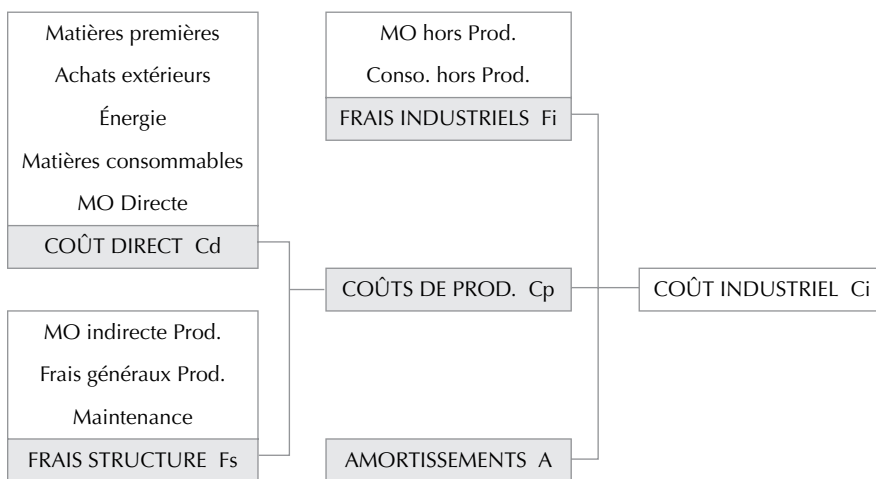 Matières premières
Achats extérieurs
Énergie
Matières consommables
MO Directe
COÛT DIRECT Cd
MO indirecte Prod.
Frais généraux Prod.
Maintenance
FRAIS STRUCTURE Fs
MO hors Prod.
Conso. hors Prod.
FRAIS INDUSTRIELS Fi
COÛTS DE PROD. Cp
AMORTISSEMENTS A
COÛT INDUSTRIEL Ci